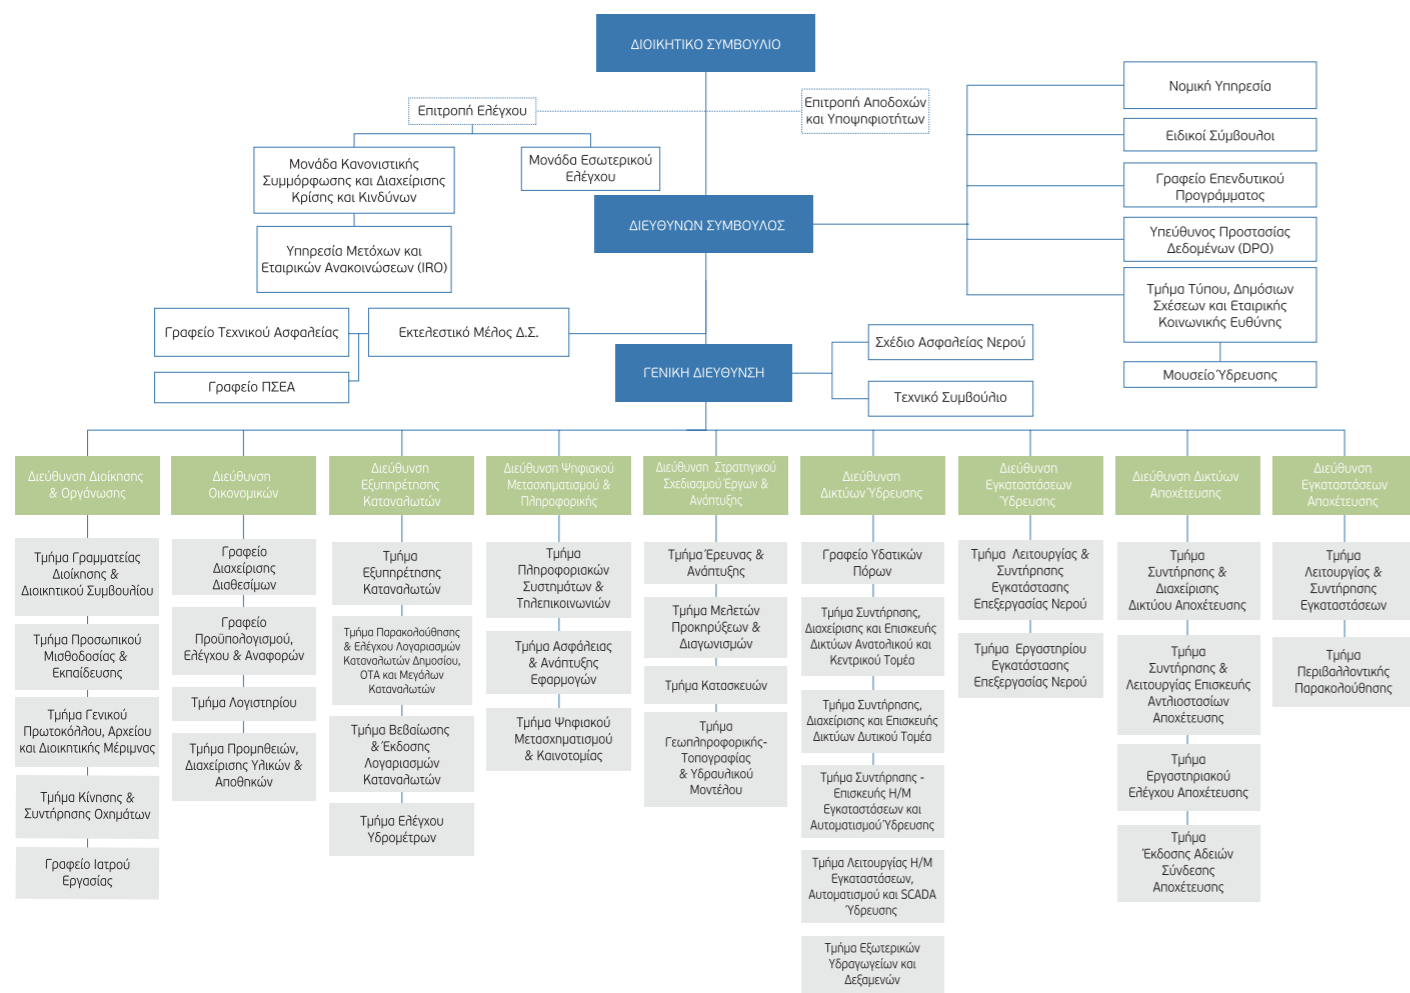 ΔΙΟΙΚΗΤΙΚΟ ΣΥΜΒΟΥΛΙΟ
Επιτροπή Ελέγχου
Επιτροπή Αποδοχών
και Υποψηφιοτήτων
Μονάδα Κανονιστικής
Συμμόρφωσης και Διαχείρισης
Κρίσης και Κινδύνων
Μονάδα Εσωτερικού
Ελέγχου
Υπηρεσία Μετόχων και
Εταιρικών Ανακοινώσεων (IRO)
ΔΙΕΥΘΥΝΩΝ ΣΥΜΒΟΥΛΟΣ
Νομική Υπηρεσία
Ειδικοί Σύμβουλοι
Γραφείο Επενδυτικού
Προγράμματος
Υπεύθυνος Προστασίας
Δεδομένων (DPO)
Τμήμα Τύπου, Δημόσιων
Σχέσεων και Εταιρικής
Κοινωνικής Ευθύνης
Μουσείο Ύδρευσης
Γραφείο Τεχνικού Ασφαλείας
Εκτελεστικό Μέλος Δ.Σ.
Γραφείο ΠΣΕΑ
ΓΕΝΙΚΗ ΔΙΕΥΘΥΝΣΗ
Σχέδιο Ασφαλείας Νερού
Τεχνικό Συμβούλιο
Διεύθυνση Διοίκησης
& Οργάνωσης
Τμήμα Γραμματείας
Διοίκησης &
Διοικητικού Συμβουλίου
Τμήμα Προσωπικού
Μισθοδοσίας &
Εκπαίδευσης
Τμήμα Γενικού
Πρωτοκόλλου, Αρχείου
και Διοικητικής Μέριμνας
Τμήμα Κίνησης &
Συντήρησης Οχημάτων
Γραφείο Ιατρού
Εργασίας
Διεύθυνση
Οικονομικών
Γραφείο
Διαχείρισης
Διαθεσίμων
Γραφείο
Προϋπολογισμού,
Ελέγχου & Αναφορών
Τμήμα Λογιστηρίου
Τμήμα Προμηθειών,
Διαχείρισης Υλικών &
Αποθηκών
Διεύθυνση
Εξυπηρέτησης
Καταναλωτών
Τμήμα
Εξυπηρέτησης
Καταναλωτών
Τμήμα Παρακολούθησης
& Ελέγχου Λογαριασμών
Καταναλωτών Δημοσίου,
ΟΤΑ και Μεγάλων
Καταναλωτών
Τμήμα Βεβαίωσης
& Έκδοσης
Λογαριασμών
Καταναλωτών
Τμήμα Ελέγχου
Υδρομέτρων
Διεύθυνση Ψηφιακού
Μετασχηματισμού &
Πληροφορικής
Τμήμα
Πληροφοριακών
Συστημάτων &
Τηλεπικοινωνιών
Τμήμα Ασφάλειας
& Ανάπτυξης
Εφαρμογών
Τμήμα Ψηφιακού
Μετασχηματισμού
& Καινοτομίας
Διεύθυνση Στρατηγικού
Σχεδιασμού Έργων &
Ανάπτυξης
Τμήμα Έρευνας &
Ανάπτυξης
Τμήμα Μελετών
Προκηρύξεων &
Διαγωνισμών
Τμήμα Κατασκευών
Τμήμα
Γεωπληροφορικής-
Τοπογραφίας
& Υδραυλικού
Μοντέλου
Διεύθυνση
Δικτύων Ύδρευσης
Γραφείο Υδατικών
Πόρων
Τμήμα Συντήρησης,
Διαχείρισης και Επισκευής
Δικτύων Ανατολικού και
Κεντρικού Τομέα
Τμήμα Συντήρησης,
Διαχείρισης και Επισκευής
Δικτύων Δυτικού Τομέα
Τμήμα Συντήρησης -
Επισκευής Η/Μ
Εγκαταστάσεων και
Αυτοματισμού Ύδρευσης
Τμήμα Λειτουργίας Η/Μ
Εγκαταστάσεων,
Αυτοματισμού και SCADA
Ύδρευσης
Τμήμα Εξωτερικών
Υδραγωγείων και
Δεξαμενών
Διεύθυνση
Εγκαταστάσεων
Ύδρευσης
Τμήμα Λειτουργίας &
Συντήρησης
Εγκατάστασης
Επεξεργασίας Νερού
Τμήμα Εργαστηρίου
Εγκατάστασης
Επεξεργασίας Νερού
Διεύθυνση Δικτύων
Αποχέτευσης
Τμήμα
Συντήρησης &
Διαχείρισης
Δικτύου Αποχέτευσης
Τμήμα
Συντήρησης &
Λειτουργίας Επισκευής
Αντλιοστασίων
Αποχέτευσης
Τμήμα
Εργαστηριακού
Ελέγχου Αποχέτευσης
Τμήμα
Έκδοσης Αδειών
Σύνδεσης
Αποχέτευσης
Διεύθυνση
Εγκαταστάσεων
Αποχέτευσης
Τμήμα
Λειτουργίας &
Συντήρησης
Εγκαταστάσεων
Τμήμα
Περιβαλλοντικής
Παρακολούθησης